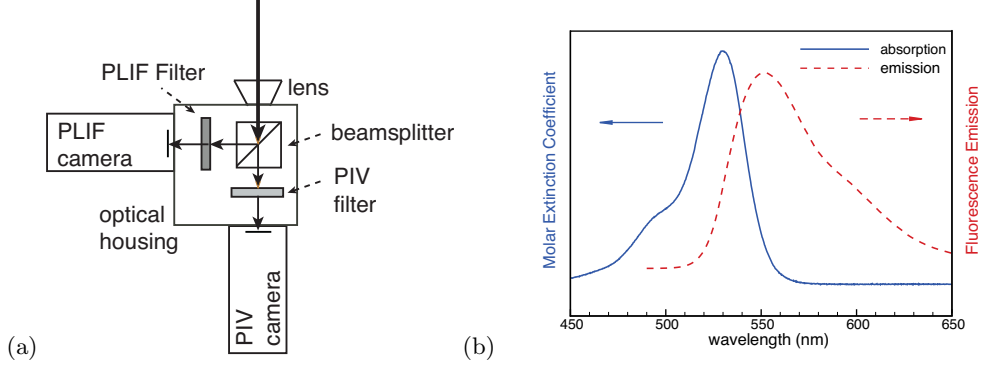 PLIF Filter
lens
PLIF
camera
beamsplitter
PIV
filter
optical
housing
PIV
camera
(a)
absorption
emission
Molar Extinction Coefficient
Fluorescence Emission
450 500 550 600 650
wavelength (nm)
(b)